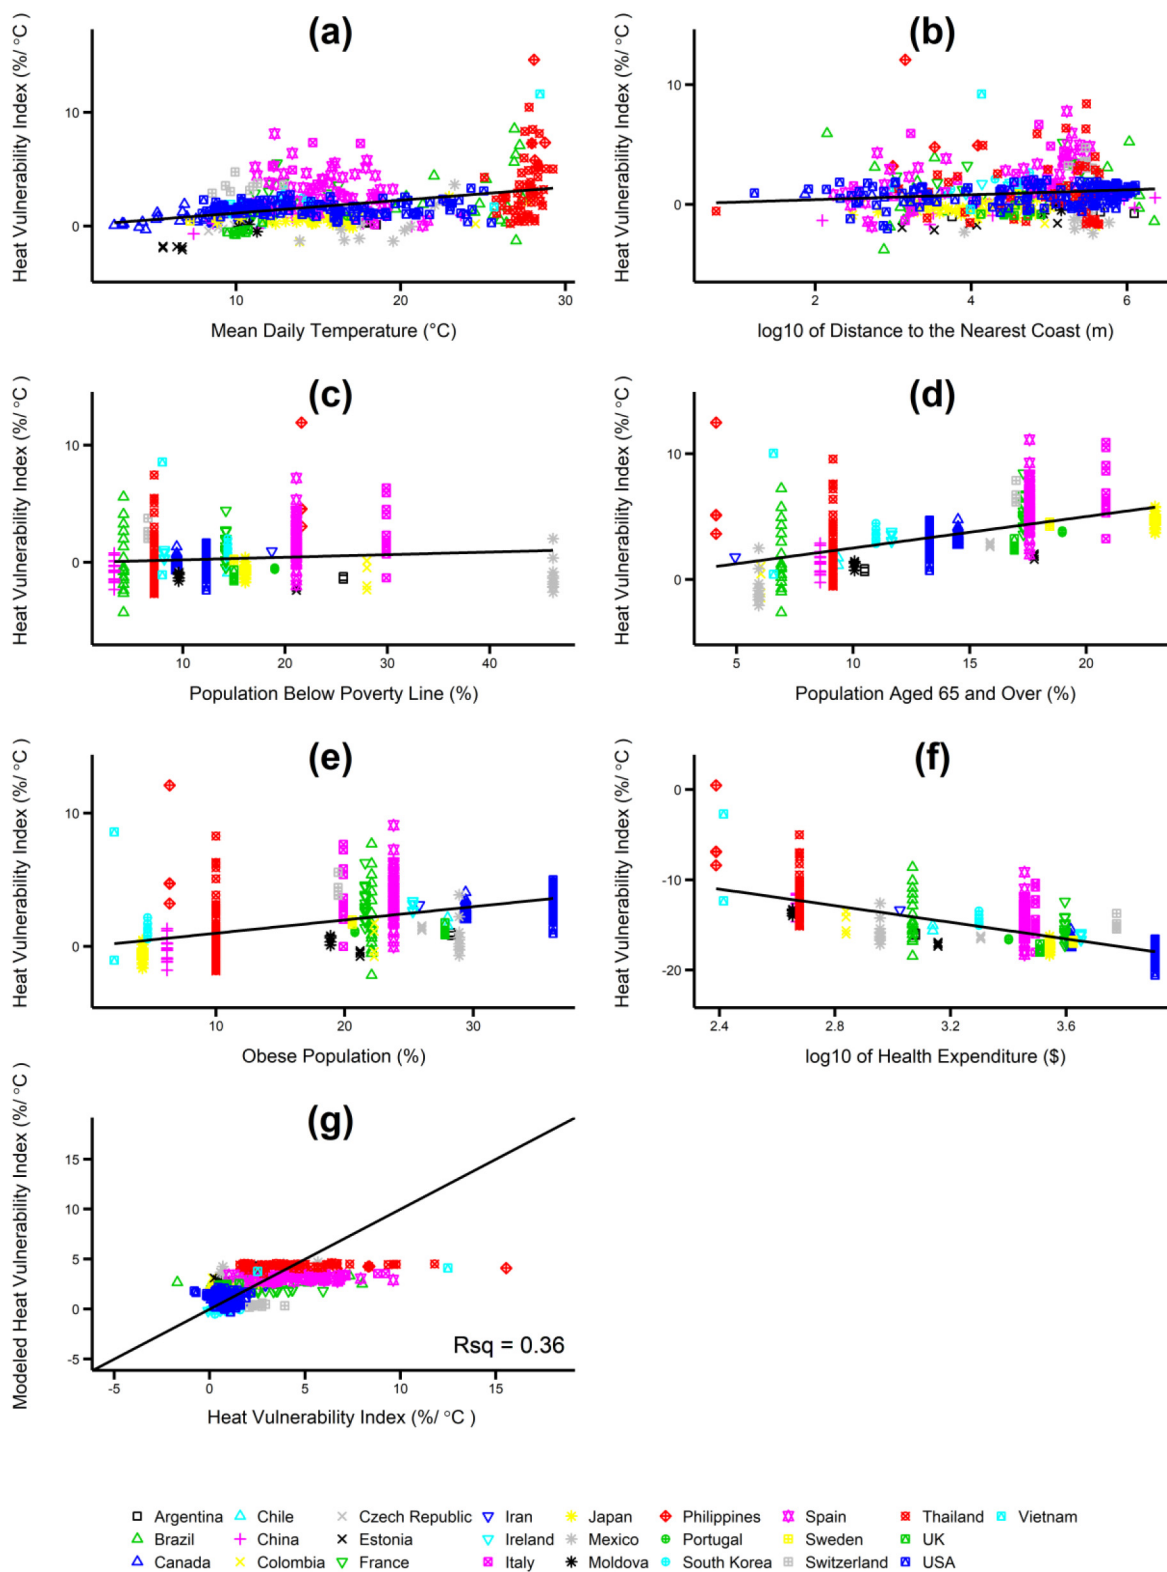 (a)
Heat Vulnerability Index (%/ °C )
10
0
10
20
30
Mean Daily Temperature (°C)
(b)
Heat Vulnerability Index (%/ °C )
10
0
2
4
6
log10 of Distance to the Nearest Coast (m)
(c)
Heat Vulnerability Index (%/ °C )
10
0
10
20
30
40
Population Below Poverty Line (%)
(d)
Heat Vulnerability Index (%/ °C )
10
0
5
10
15
20
Population Aged 65 and Over (%)
(e)
Heat Vulnerability Index (%/ °C )
10
0
10
20
30
Obese Population (%)
(f)
Heat Vulnerability Index (%/ °C )
0
-10
-20
2.4
2.8
3.2
3.6
log10 of Health Expenditure ($)
(g)
Modeled Heat Vulnerability Index (%/ °C )
15
10
5
0
-5
-5
0
5
10
15
Rsq = 0.36
Heat Vulnerability Index (%/ °C )
Argentina Chile Czech Republic Iran Japan Philippines Spain Thailand Vietnam
Brazil China Estonia Ireland Mexico Portugal Sweden UK
Canada Colombia France Italy Moldova South Korea Switzerland USA